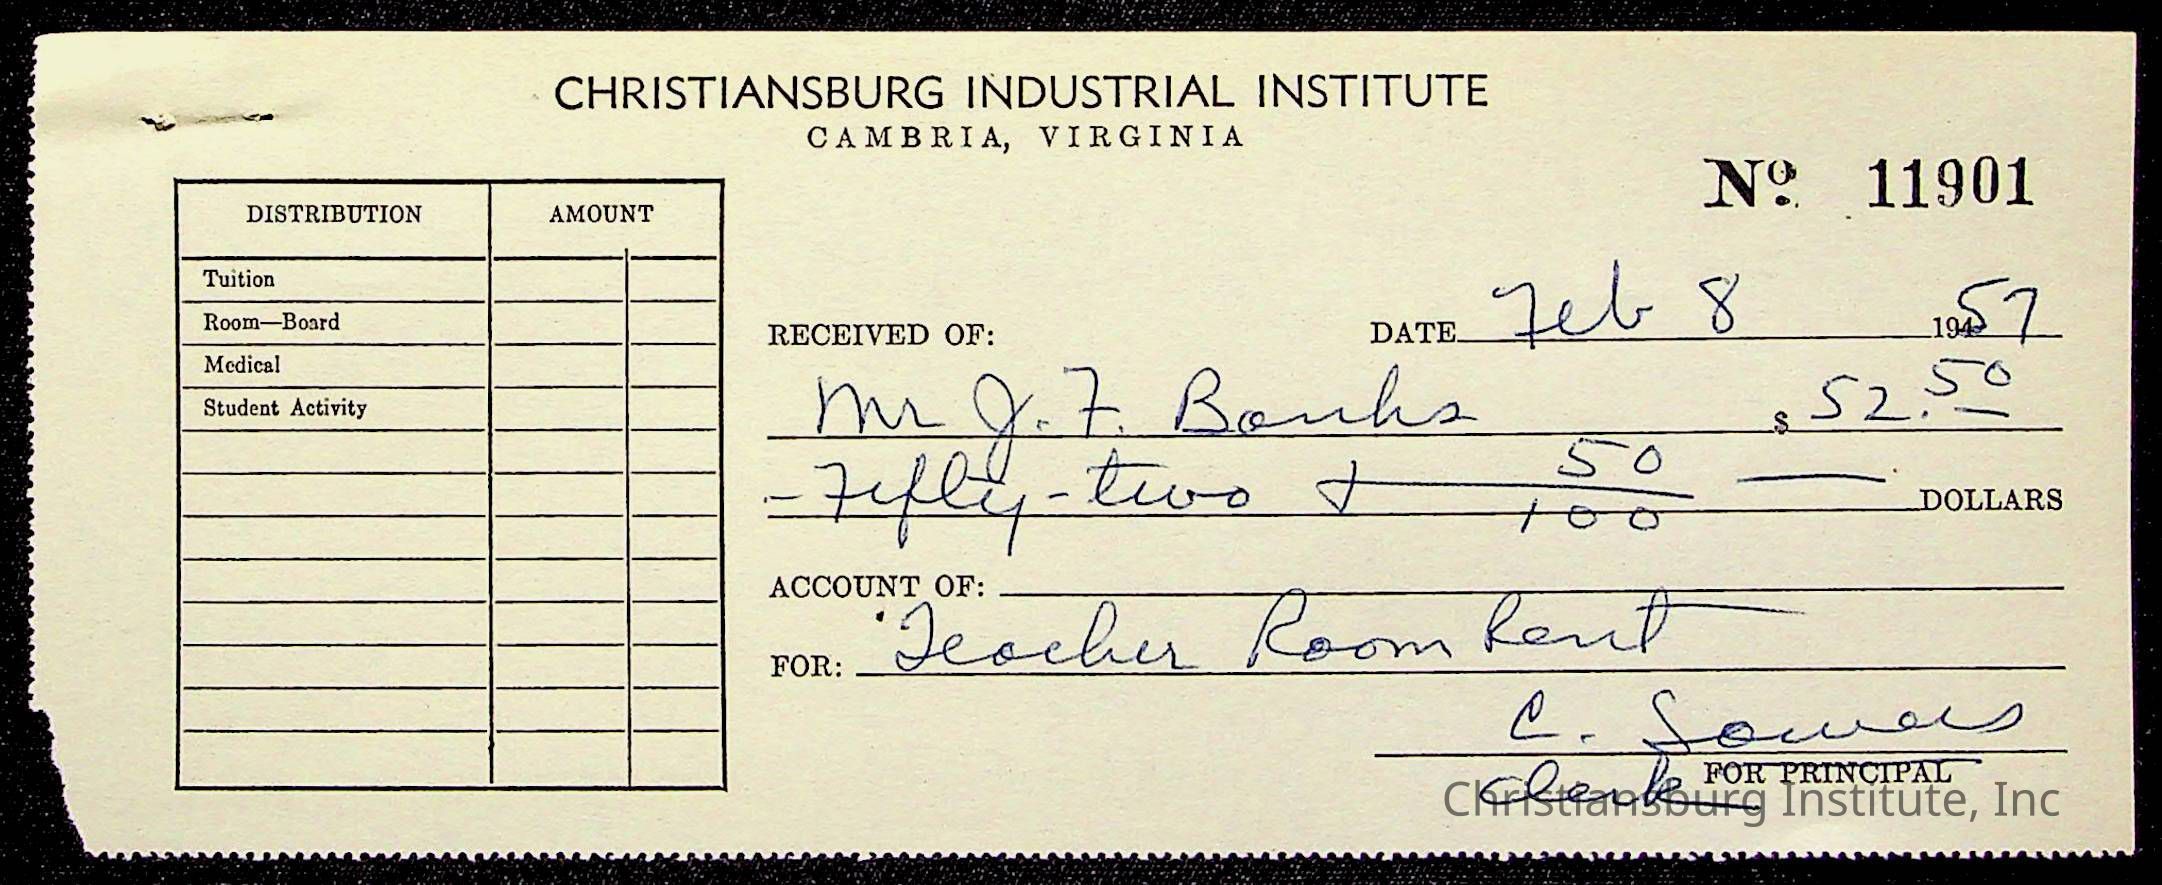 CHRISTIANSBURG INDUSTRIAL INSTITUTE
CAMBRIA, VIRGINIA
Nº. 11901
DISTRIBUTION AMOUNT
Tuition
Room—Board
Medical
Student Activity
RECEIVED OF: DATE Feb 8 19457
Mr J. F. Banks $ 52.50
- Fifty-two + 50/100 — DOLLARS
ACCOUNT OF:
FOR: Teacher Room Rent
C. Sowers
FOR PRINCIPAL
Clerk
Christiansburg Institute, Inc